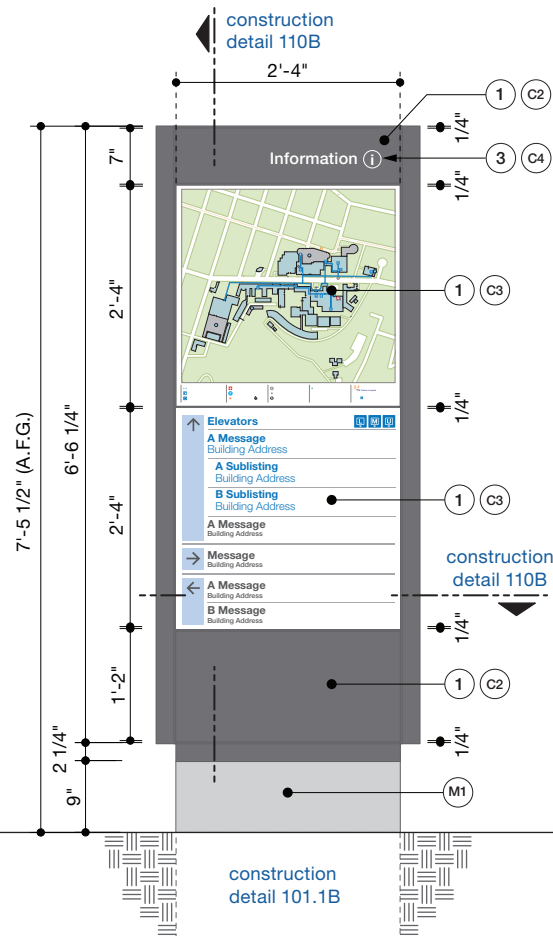 construction
detail 110B
2'-4"
1 C2
1/4"
7"
Information i
3 C4
1/4"
2'-4"
1 C3
7'-5 1/2" (A.F.G.)
6'-6 1/4"
1/4"
Elevators L M U
A Message
Building Address
A Sublisting
Building Address
B Sublisting
Building Address
2'-4"
1 C3
A Message
Building Address
Message
Building Address
construction
detail 110B
A Message
Building Address
B Message
Building Address
1/4"
1'-2"
1 C2
1/4"
2 1/4"
9"
M1
construction
detail 101.1B